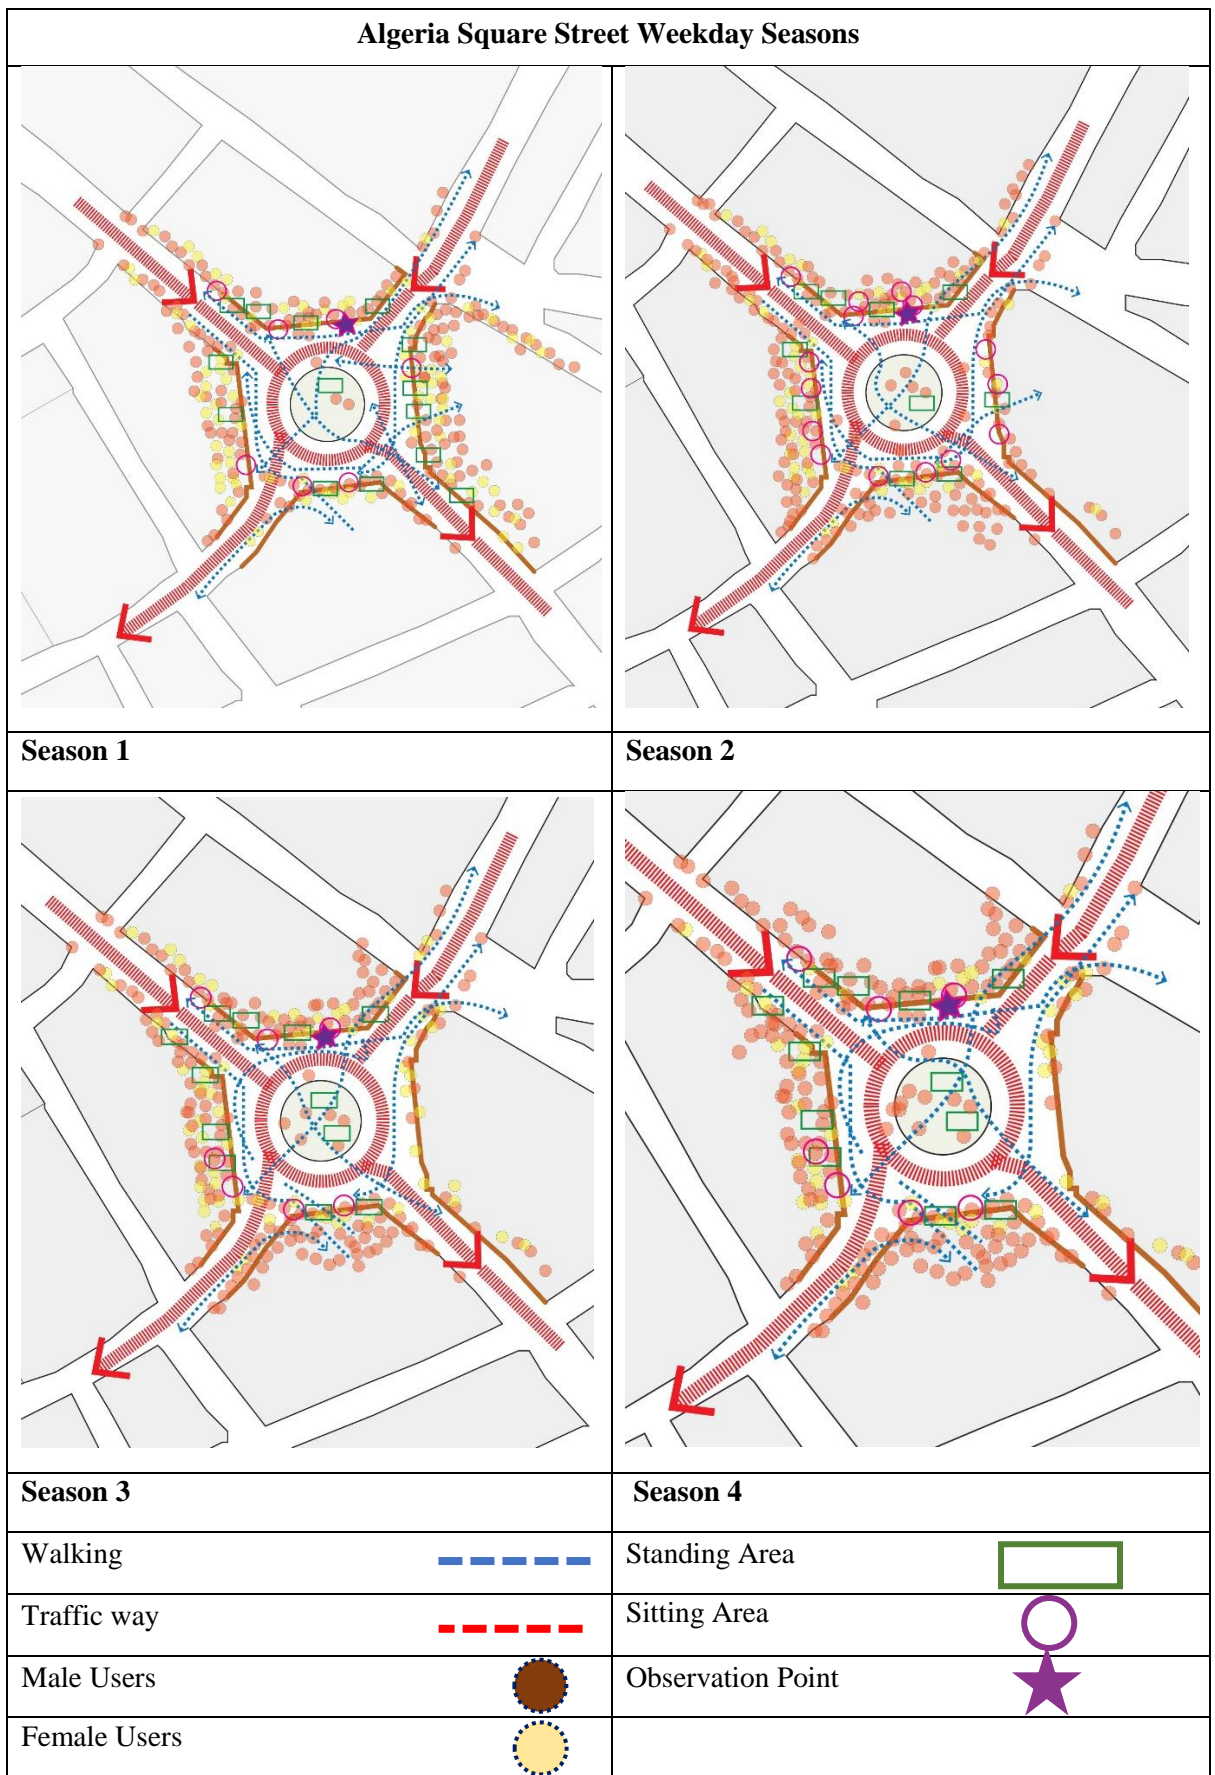 Algeria Square Street Weekday Seasons
Season 1
Season 2
Season 3
Season 4
Walking
Standing Area
Traffic way
Sitting Area
Male Users
Observation Point
Female Users